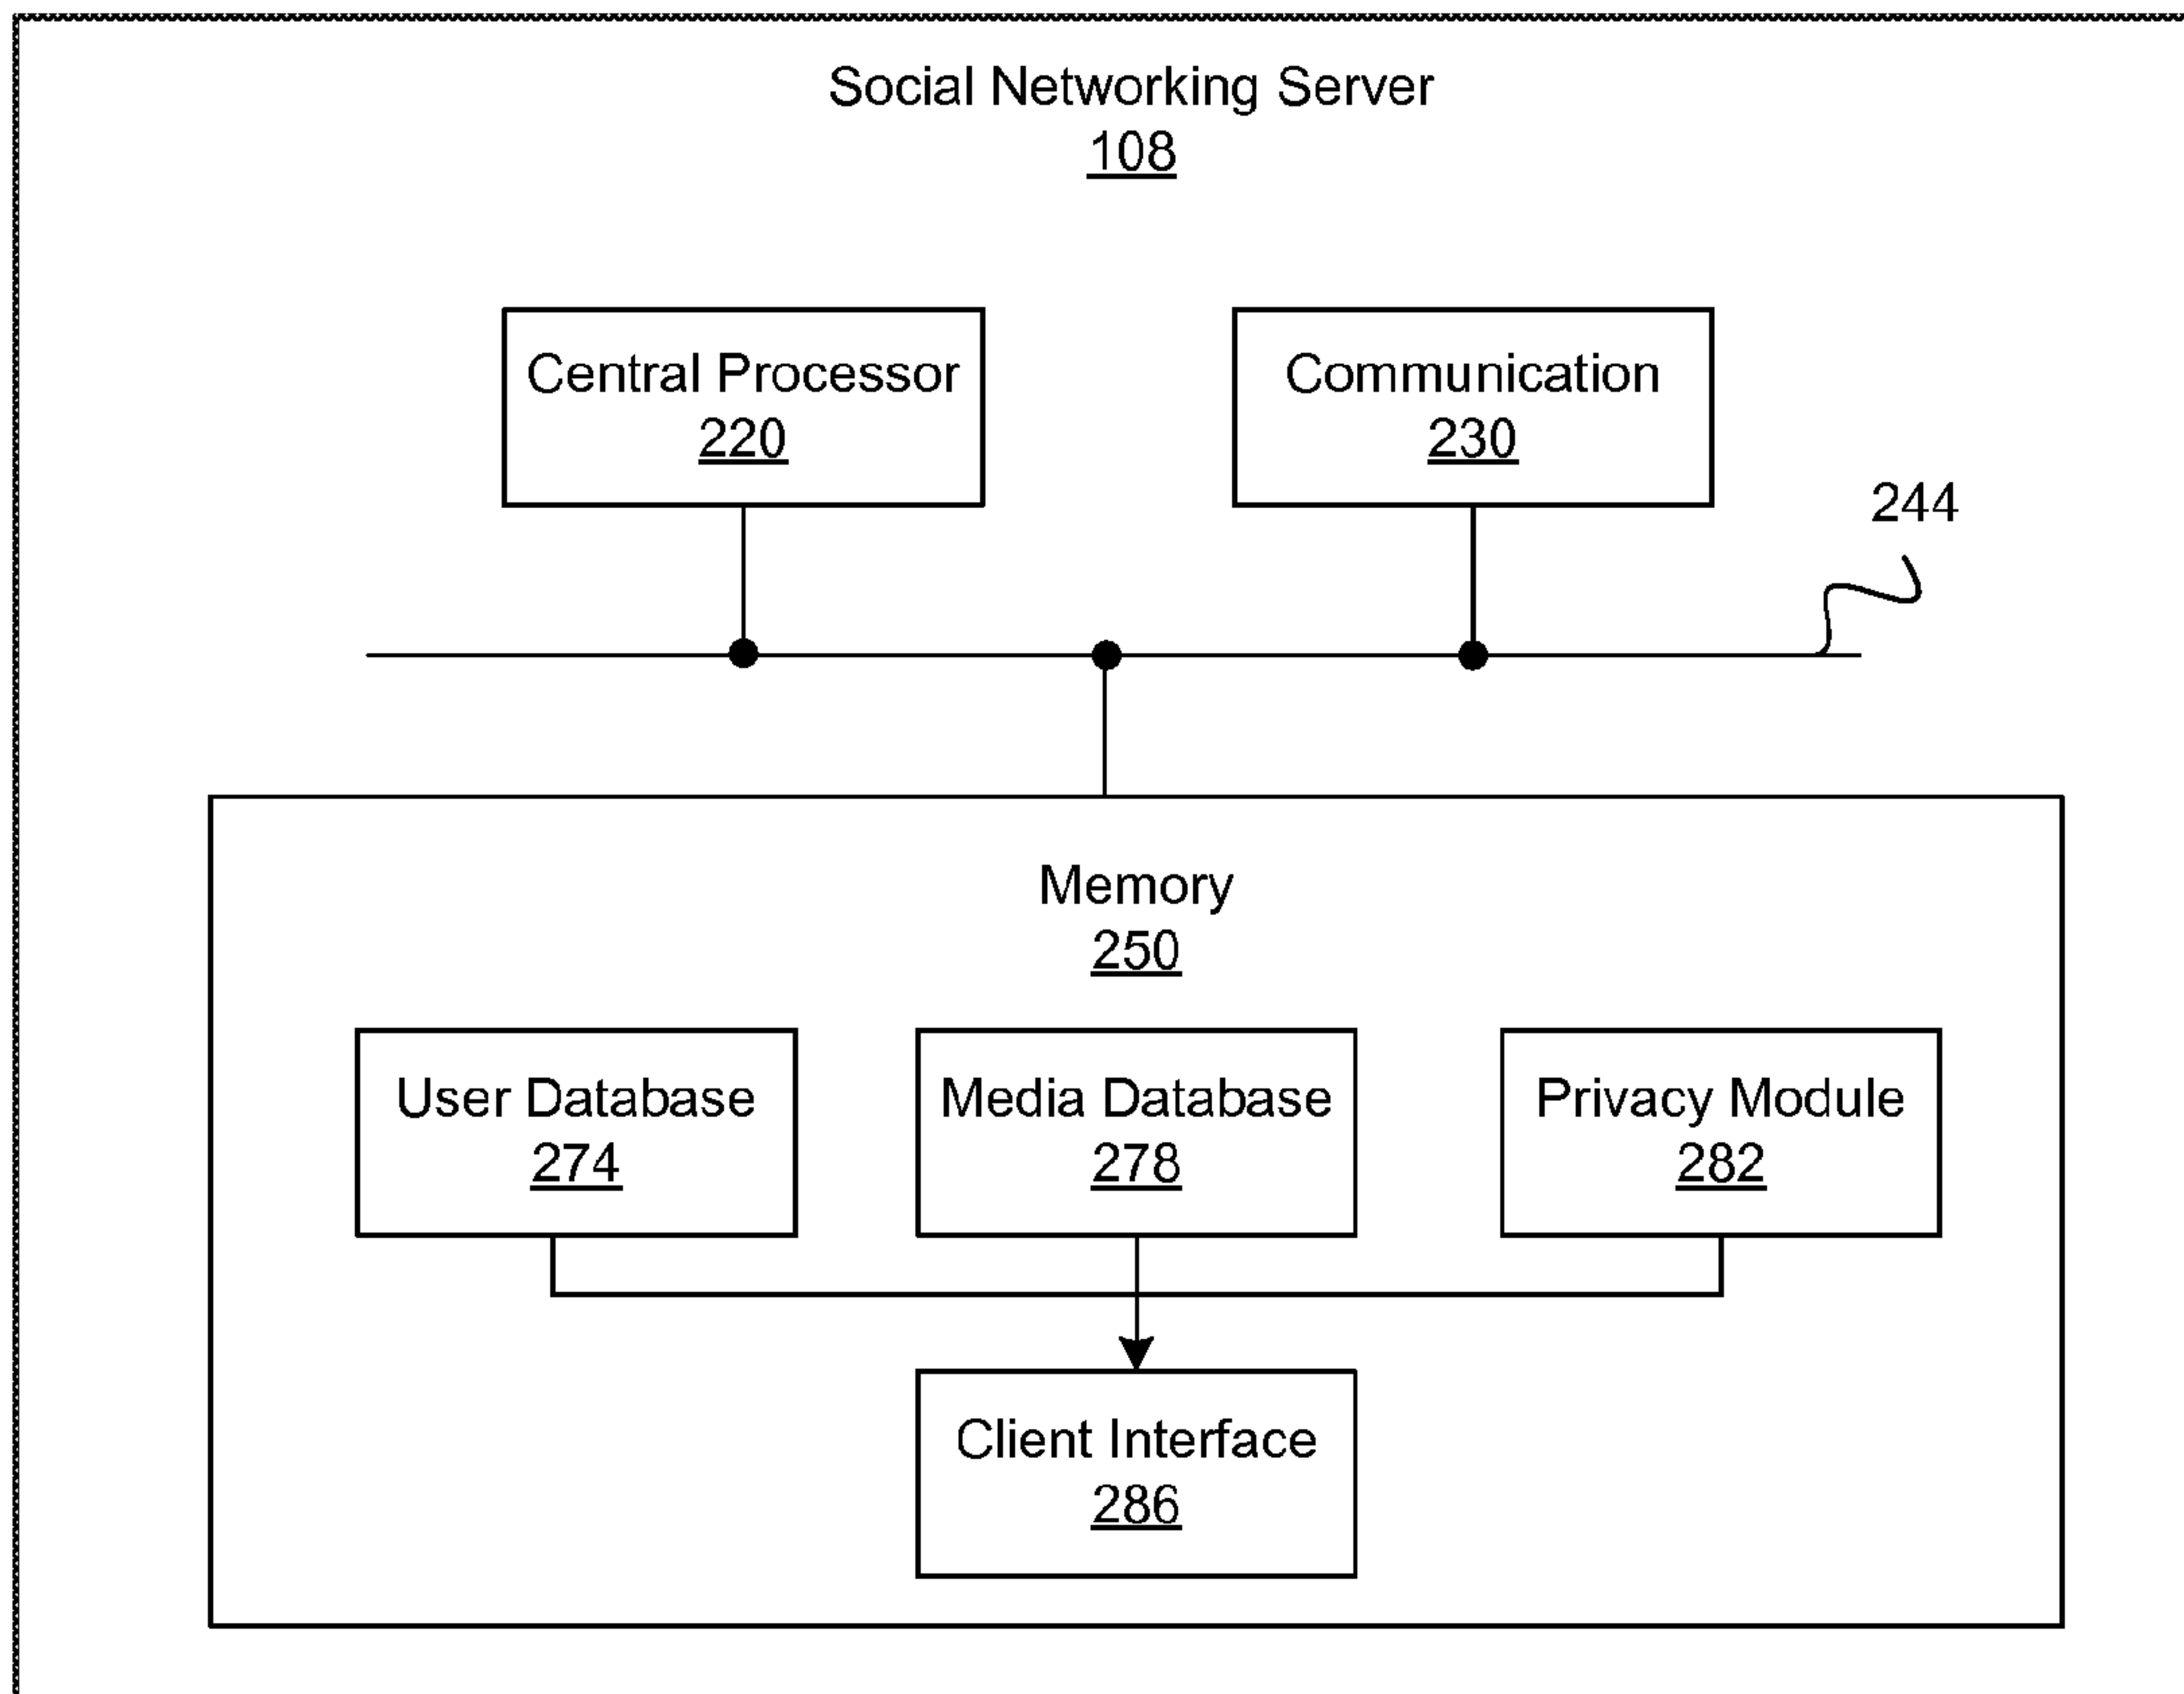 Social Networking Server
108
Central Processor
220
Communication
230
244
Memory
250
User Database
274
Media Database
278
Privacy Module
282
Client Interface
286